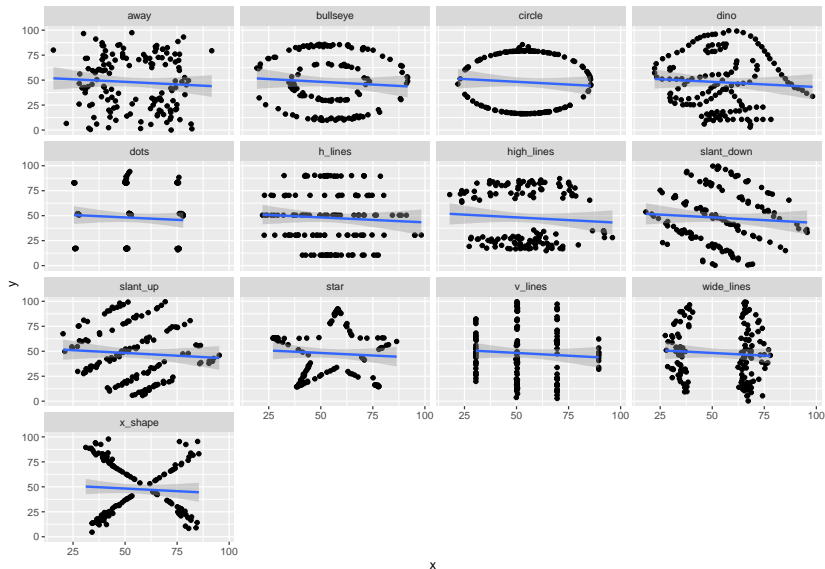 away bullseye circle dino
100
75
50
25
0
dots h_lines high_lines slant_down
100
75
50
25
0
slant_up star v_lines wide_lines
100
75
50
25
0
25 50 75 100 25 50 75 100 25 50 75 100
x_shape
100
75
50
25
0
25 50 75 100
y
x